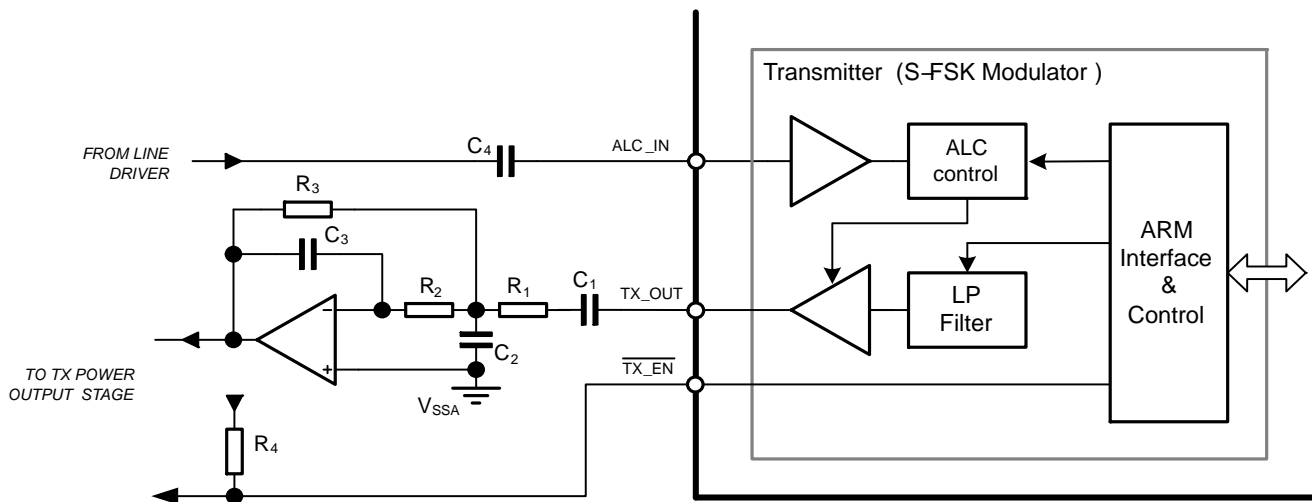 Transmitter (S–FSK Modulator )
FROM LINE
DRIVER
C4
ALC_IN
ALC
control
R3
C3
R2
R1
C1
TX_OUT
LP
Filter
ARM
Interface
&
Control
–
+
C2
TX_EN
TO TX POWER
OUTPUT STAGE
VSSA
R4